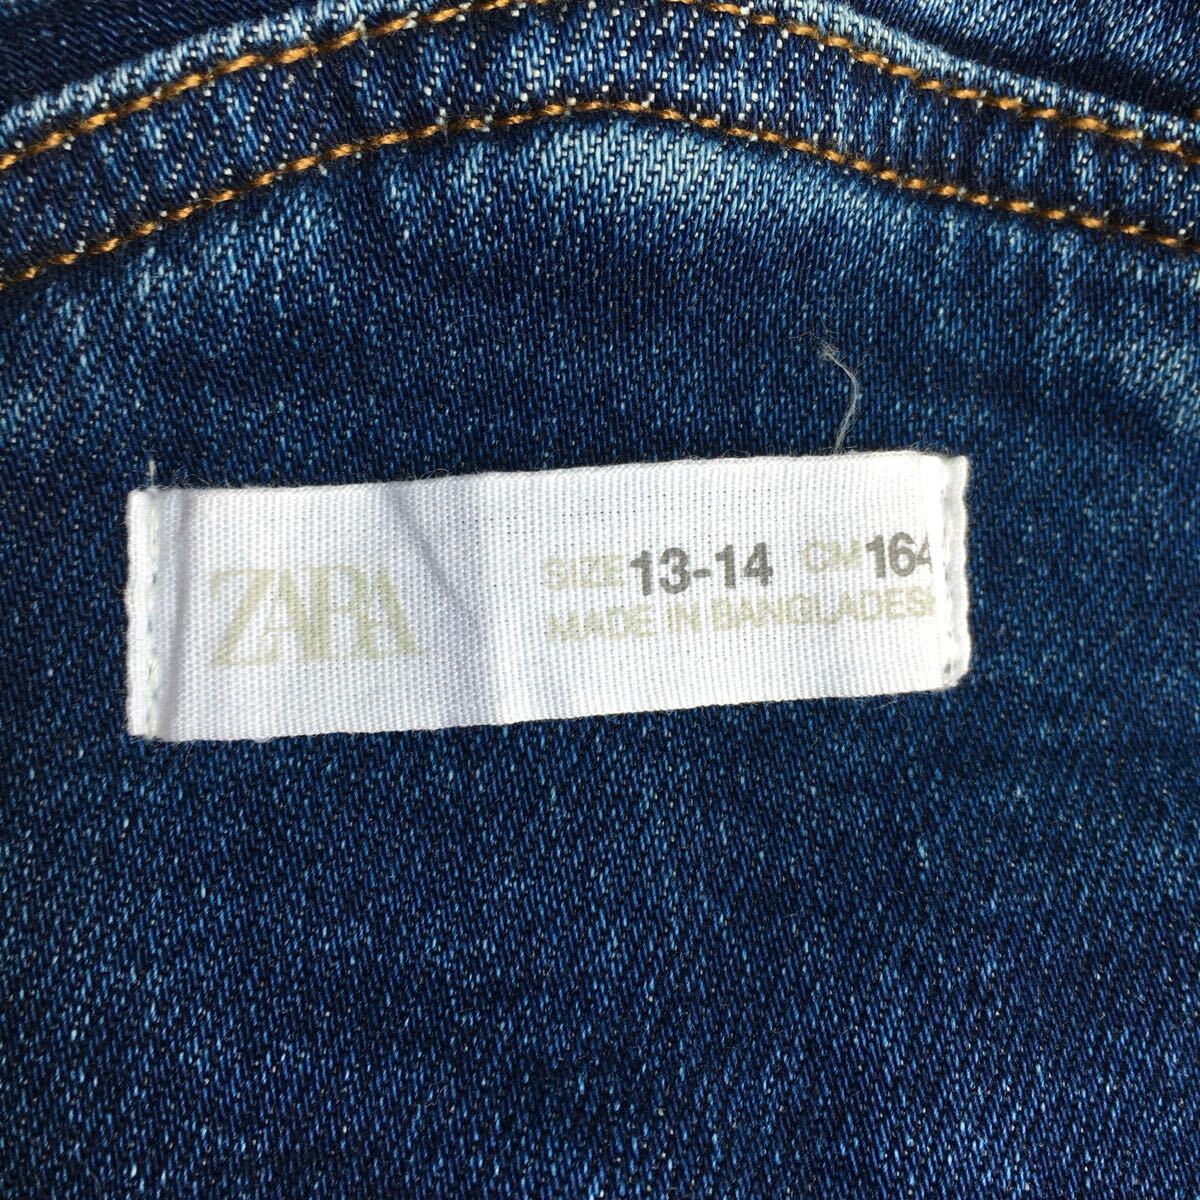 ZARA
SIZE 13-14 CM 164
MADE IN BANGLADESH